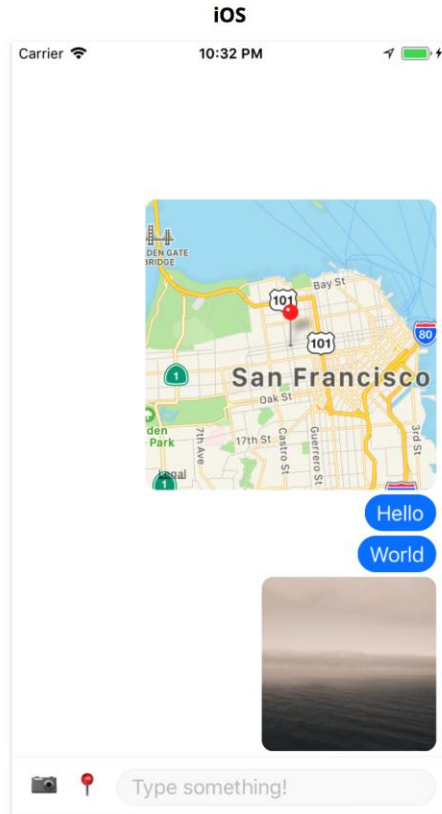 iOS
Carrier
10:32 PM
DEN GATE
BRIDGE
Bay St
101
80
101
1
San Francisco
Oak St
den
Park
7th Ave
17th St
Castro St
Guerrero St
3rd St
Legal
1
Hello
World
Type something!